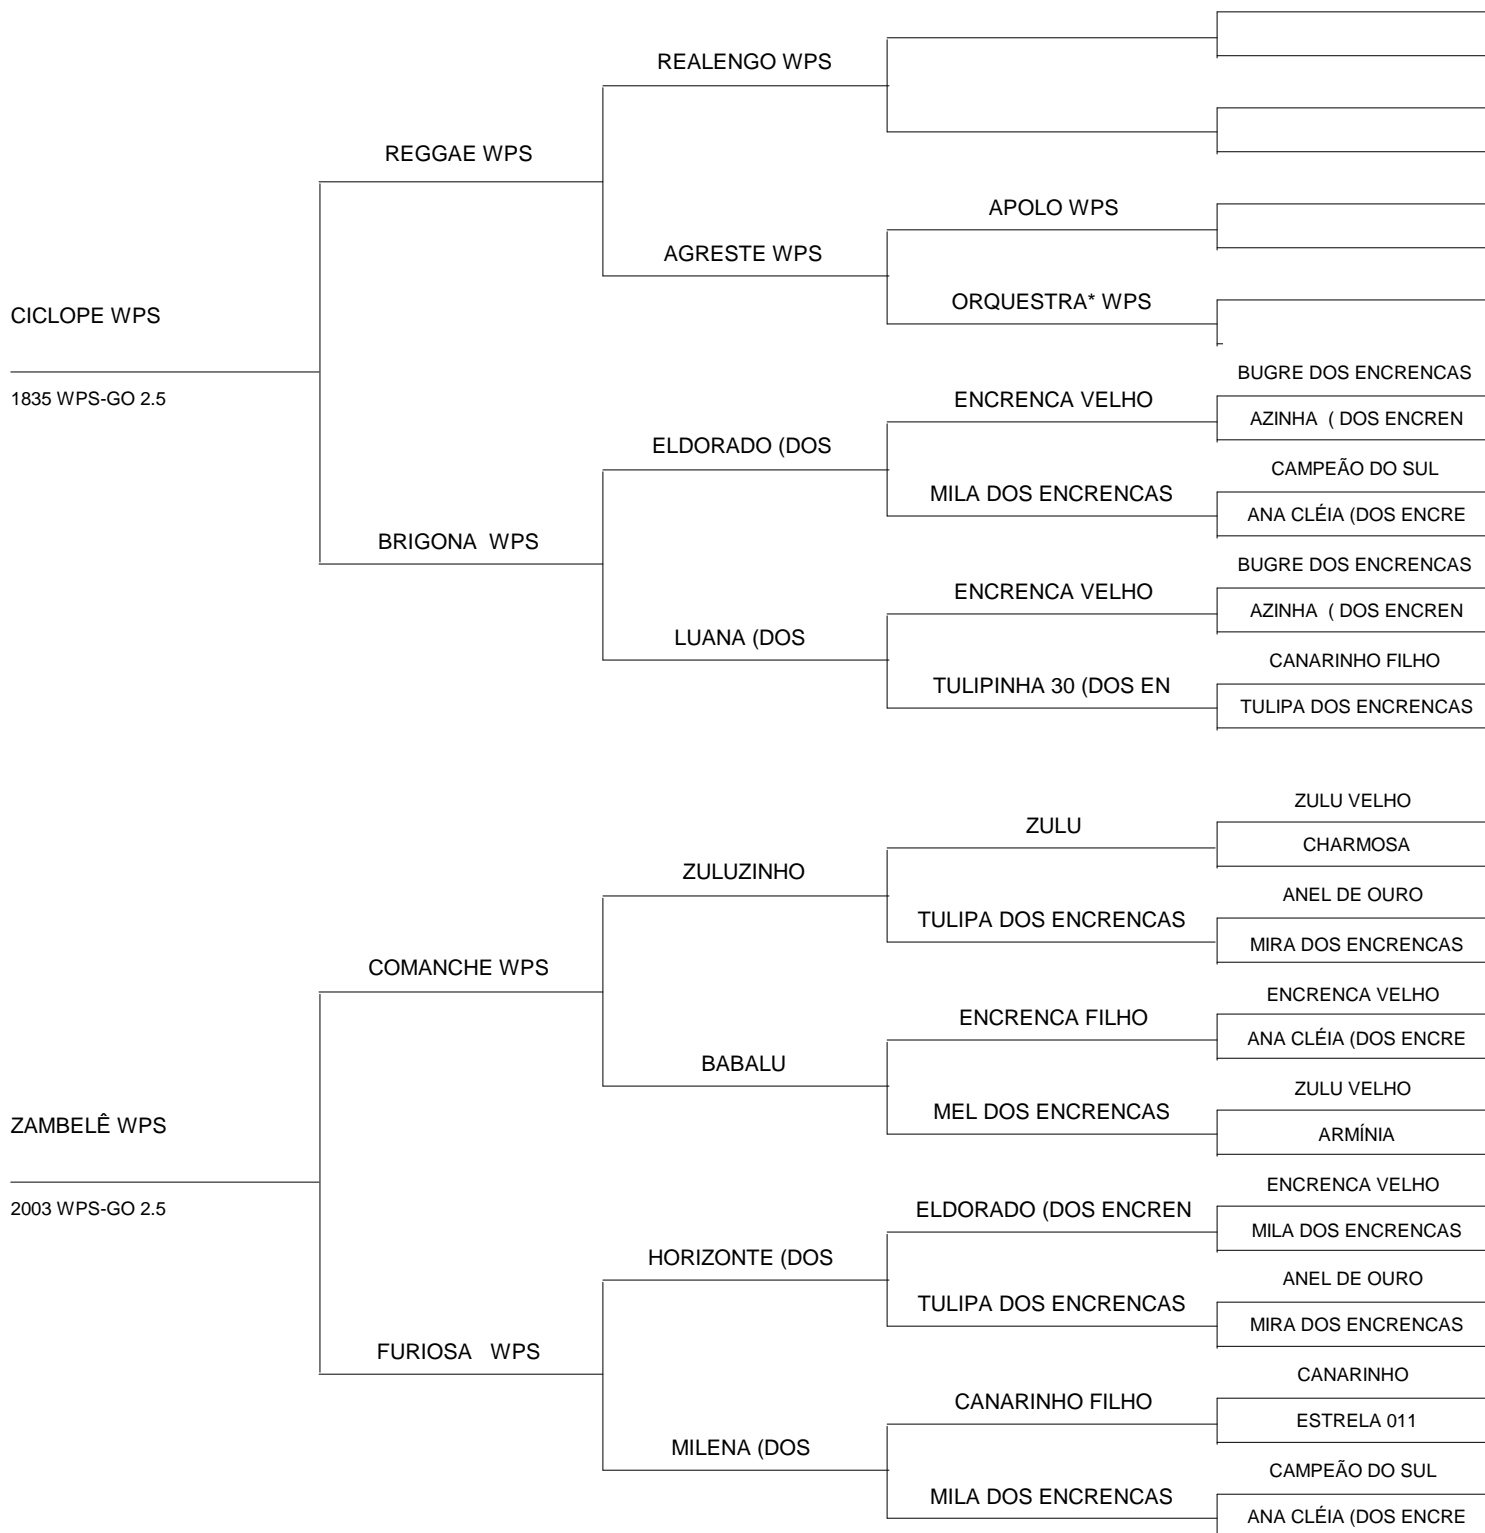 REALENGO WPS
REGGAE WPS
APOLO WPS
AGRESTE WPS
ORQUESTRA* WPS
CICLOPE WPS
1835 WPS-GO 2.5
BUGRE DOS ENCRENCAS
ENCRENCA VELHO
AZINHA ( DOS ENCREN
ELDORADO (DOS
CAMPEÃO DO SUL
MILA DOS ENCRENCAS
ANA CLÉIA (DOS ENCRE
BRIGONA WPS
BUGRE DOS ENCRENCAS
ENCRENCA VELHO
AZINHA ( DOS ENCREN
LUANA (DOS
CANARINHO FILHO
TULIPINHA 30 (DOS EN
TULIPA DOS ENCRENCAS
ZULU VELHO
ZULU
CHARMOSA
ZULUZINHO
ANEL DE OURO
TULIPA DOS ENCRENCAS
MIRA DOS ENCRENCAS
COMANCHE WPS
ENCRENCA VELHO
ENCRENCA FILHO
ANA CLÉIA (DOS ENCRE
BABALU
ZULU VELHO
MEL DOS ENCRENCAS
ARMÍNIA
ZAMBELÊ WPS
2003 WPS-GO 2.5
ENCRENCA VELHO
ELDORADO (DOS ENCREN
MILA DOS ENCRENCAS
HORIZONTE (DOS
ANEL DE OURO
TULIPA DOS ENCRENCAS
MIRA DOS ENCRENCAS
FURIOSA WPS
CANARINHO
CANARINHO FILHO
ESTRELA 011
MILENA (DOS
CAMPEÃO DO SUL
MILA DOS ENCRENCAS
ANA CLÉIA (DOS ENCRE